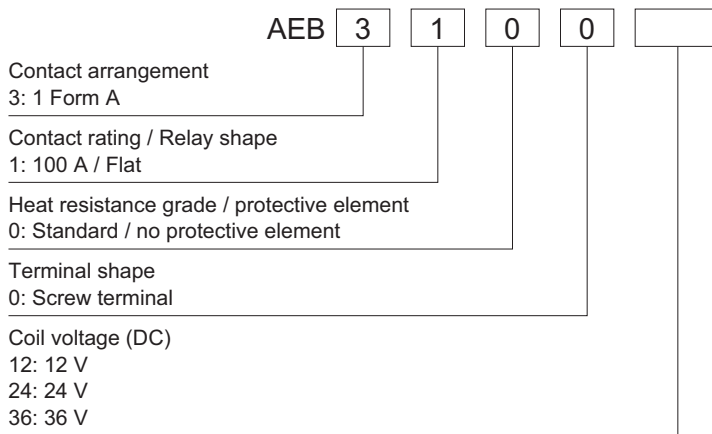 AEB 3 1 0 0
Contact arrangement
3: 1 Form A
Contact rating / Relay shape
1: 100 A / Flat
Heat resistance grade / protective element
0: Standard / no protective element
Terminal shape
0: Screw terminal
Coil voltage (DC)
12: 12 V
24: 24 V
36: 36 V